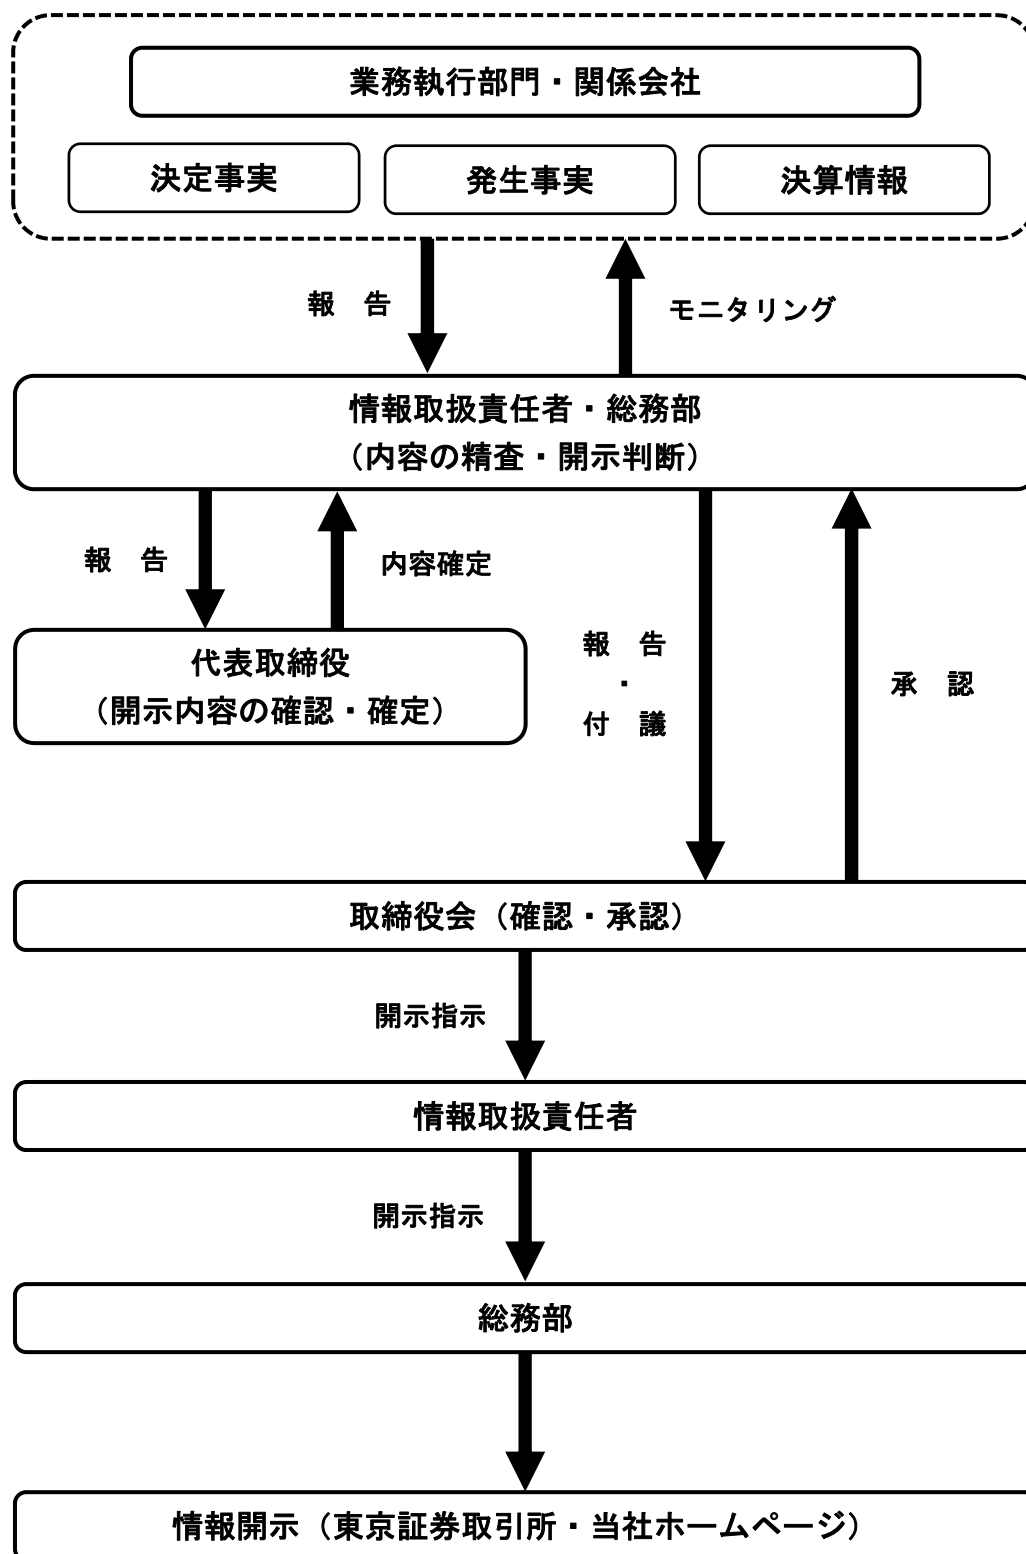 業務執行部門・関係会社
決定事実
発生事実
決算情報
報　告
モニタリング
情報取扱責任者・総務部
（内容の精査・開示判断）
報　告
内容確定
代表取締役
（開示内容の確認・確定）
報　告
・
付　議
承　認
取締役会（確認・承認）
開示指示
情報取扱責任者
開示指示
総務部
情報開示（東京証券取引所・当社ホームページ）